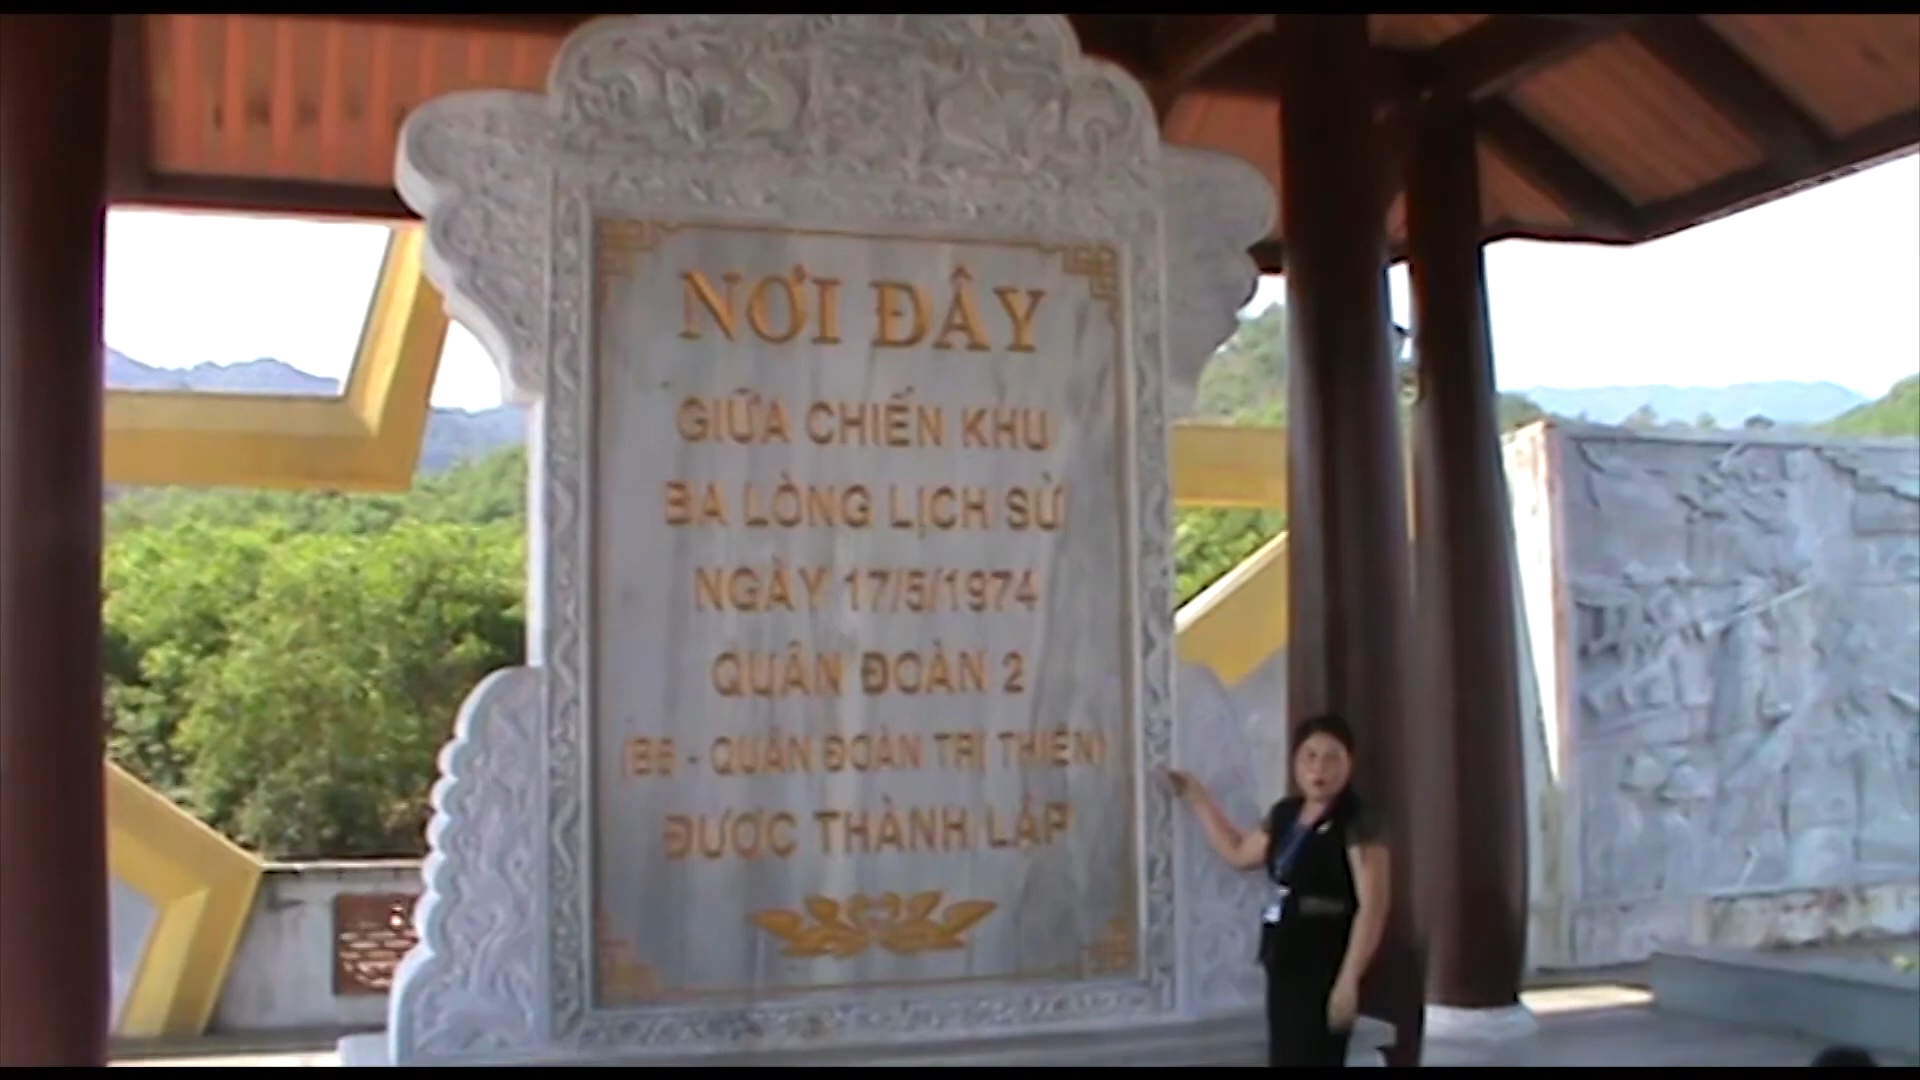 NƠI ĐÂY
GIỮA CHIẾN KHU
BA LÒNG LỊCH SỬ
NGÀY 17/5/1974
QUÂN ĐOÀN 2
(B6 - QUÂN ĐOÀN TRỊ THIÊN)
ĐƯỢC THÀNH LẬP